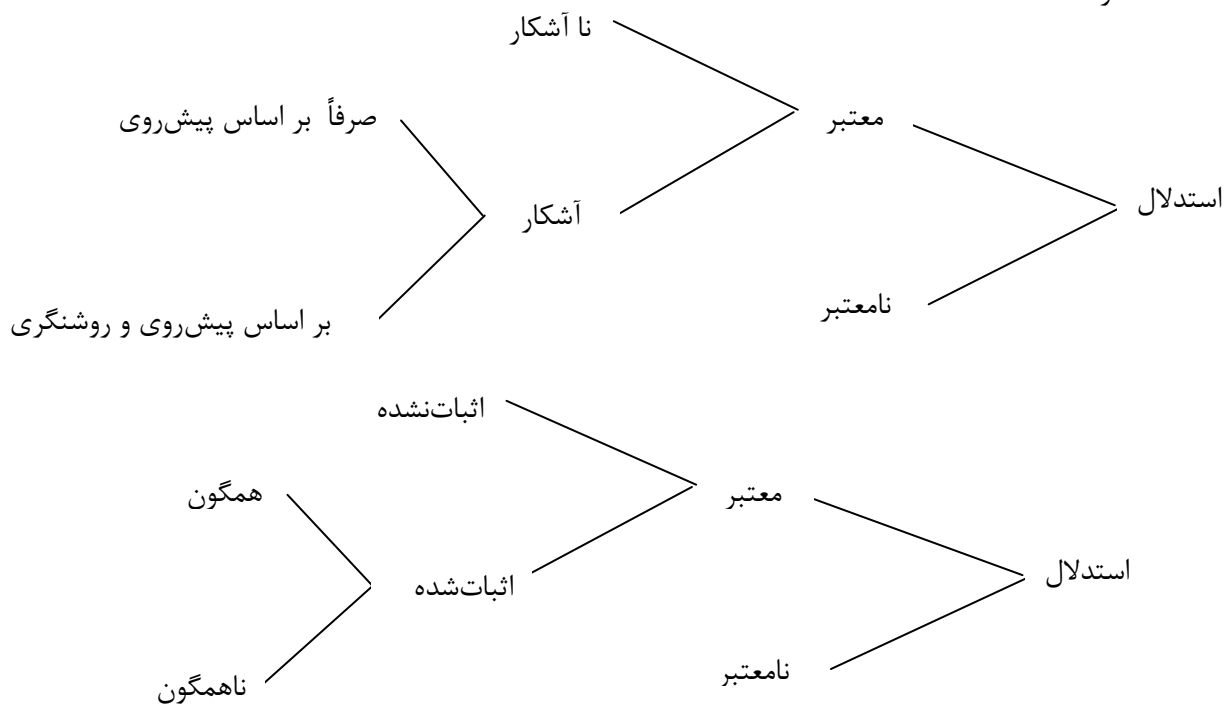 نا آشکار
صرفاً بر اساس پیش‌روی
معتبر
استدلال
آشکار
نامعتبر
بر اساس پیش‌روی و روشنگری
اثبات‌نشده
همگون
معتبر
استدلال
اثبات‌شده
نامعتبر
ناهمگون